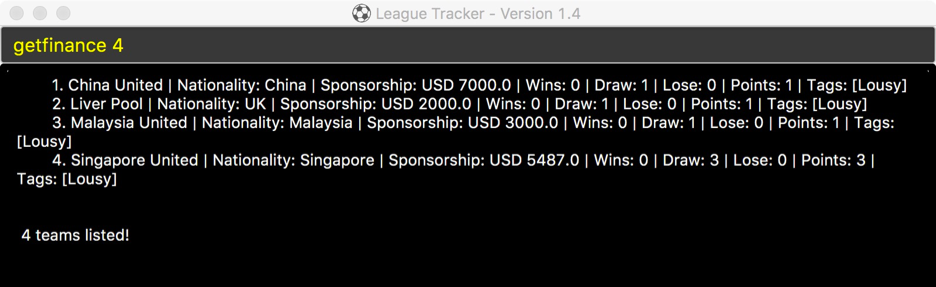 League Tracker - Version 1.4
getfinance 4
1. China United | Nationality: China | Sponsorship: USD 7000.0 | Wins: 0 | Draw: 1 | Lose: 0 | Points: 1 | Tags: [Lousy]
2. Liver Pool | Nationality: UK | Sponsorship: USD 2000.0 | Wins: 0 | Draw: 1 | Lose: 0 | Points: 1 | Tags: [Lousy]
3. Malaysia United | Nationality: Malaysia | Sponsorship: USD 3000.0 | Wins: 0 | Draw: 1 | Lose: 0 | Points: 1 | Tags:
[Lousy]
4. Singapore United | Nationality: Singapore | Sponsorship: USD 5487.0 | Wins: 0 | Draw: 3 | Lose: 0 | Points: 3 |
Tags: [Lousy]
4 teams listed!